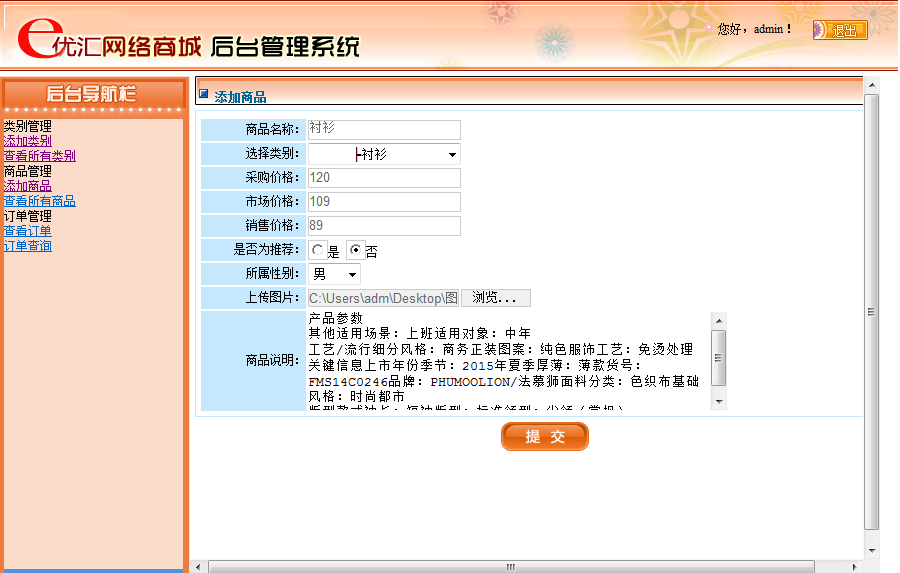 e优汇网络商城 后台管理系统
您好，admin！
退出
后台导航栏
类别管理
添加类别
查看所有类别
商品管理
添加商品
查看所有商品
订单管理
查看订单
订单查询
添加商品
商品名称： 衬衫
选择类别： ├衬衫
采购价格： 120
市场价格： 109
销售价格： 89
是否为推荐： 是 否
所属性别： 男
上传图片： C:\Users\adm\Desktop\图 浏览...
商品说明：
产品参数
其他适用场景：上班适用对象：中年
工艺/流行细分风格：商务正装图案：纯色服饰工艺：免烫处理
关键信息上市年份季节：2015年夏季厚薄：薄款货号：
FMS14C0246品牌：PHUMOOLION/法慕狮面料分类：色织布基础
风格：时尚都市
提 交